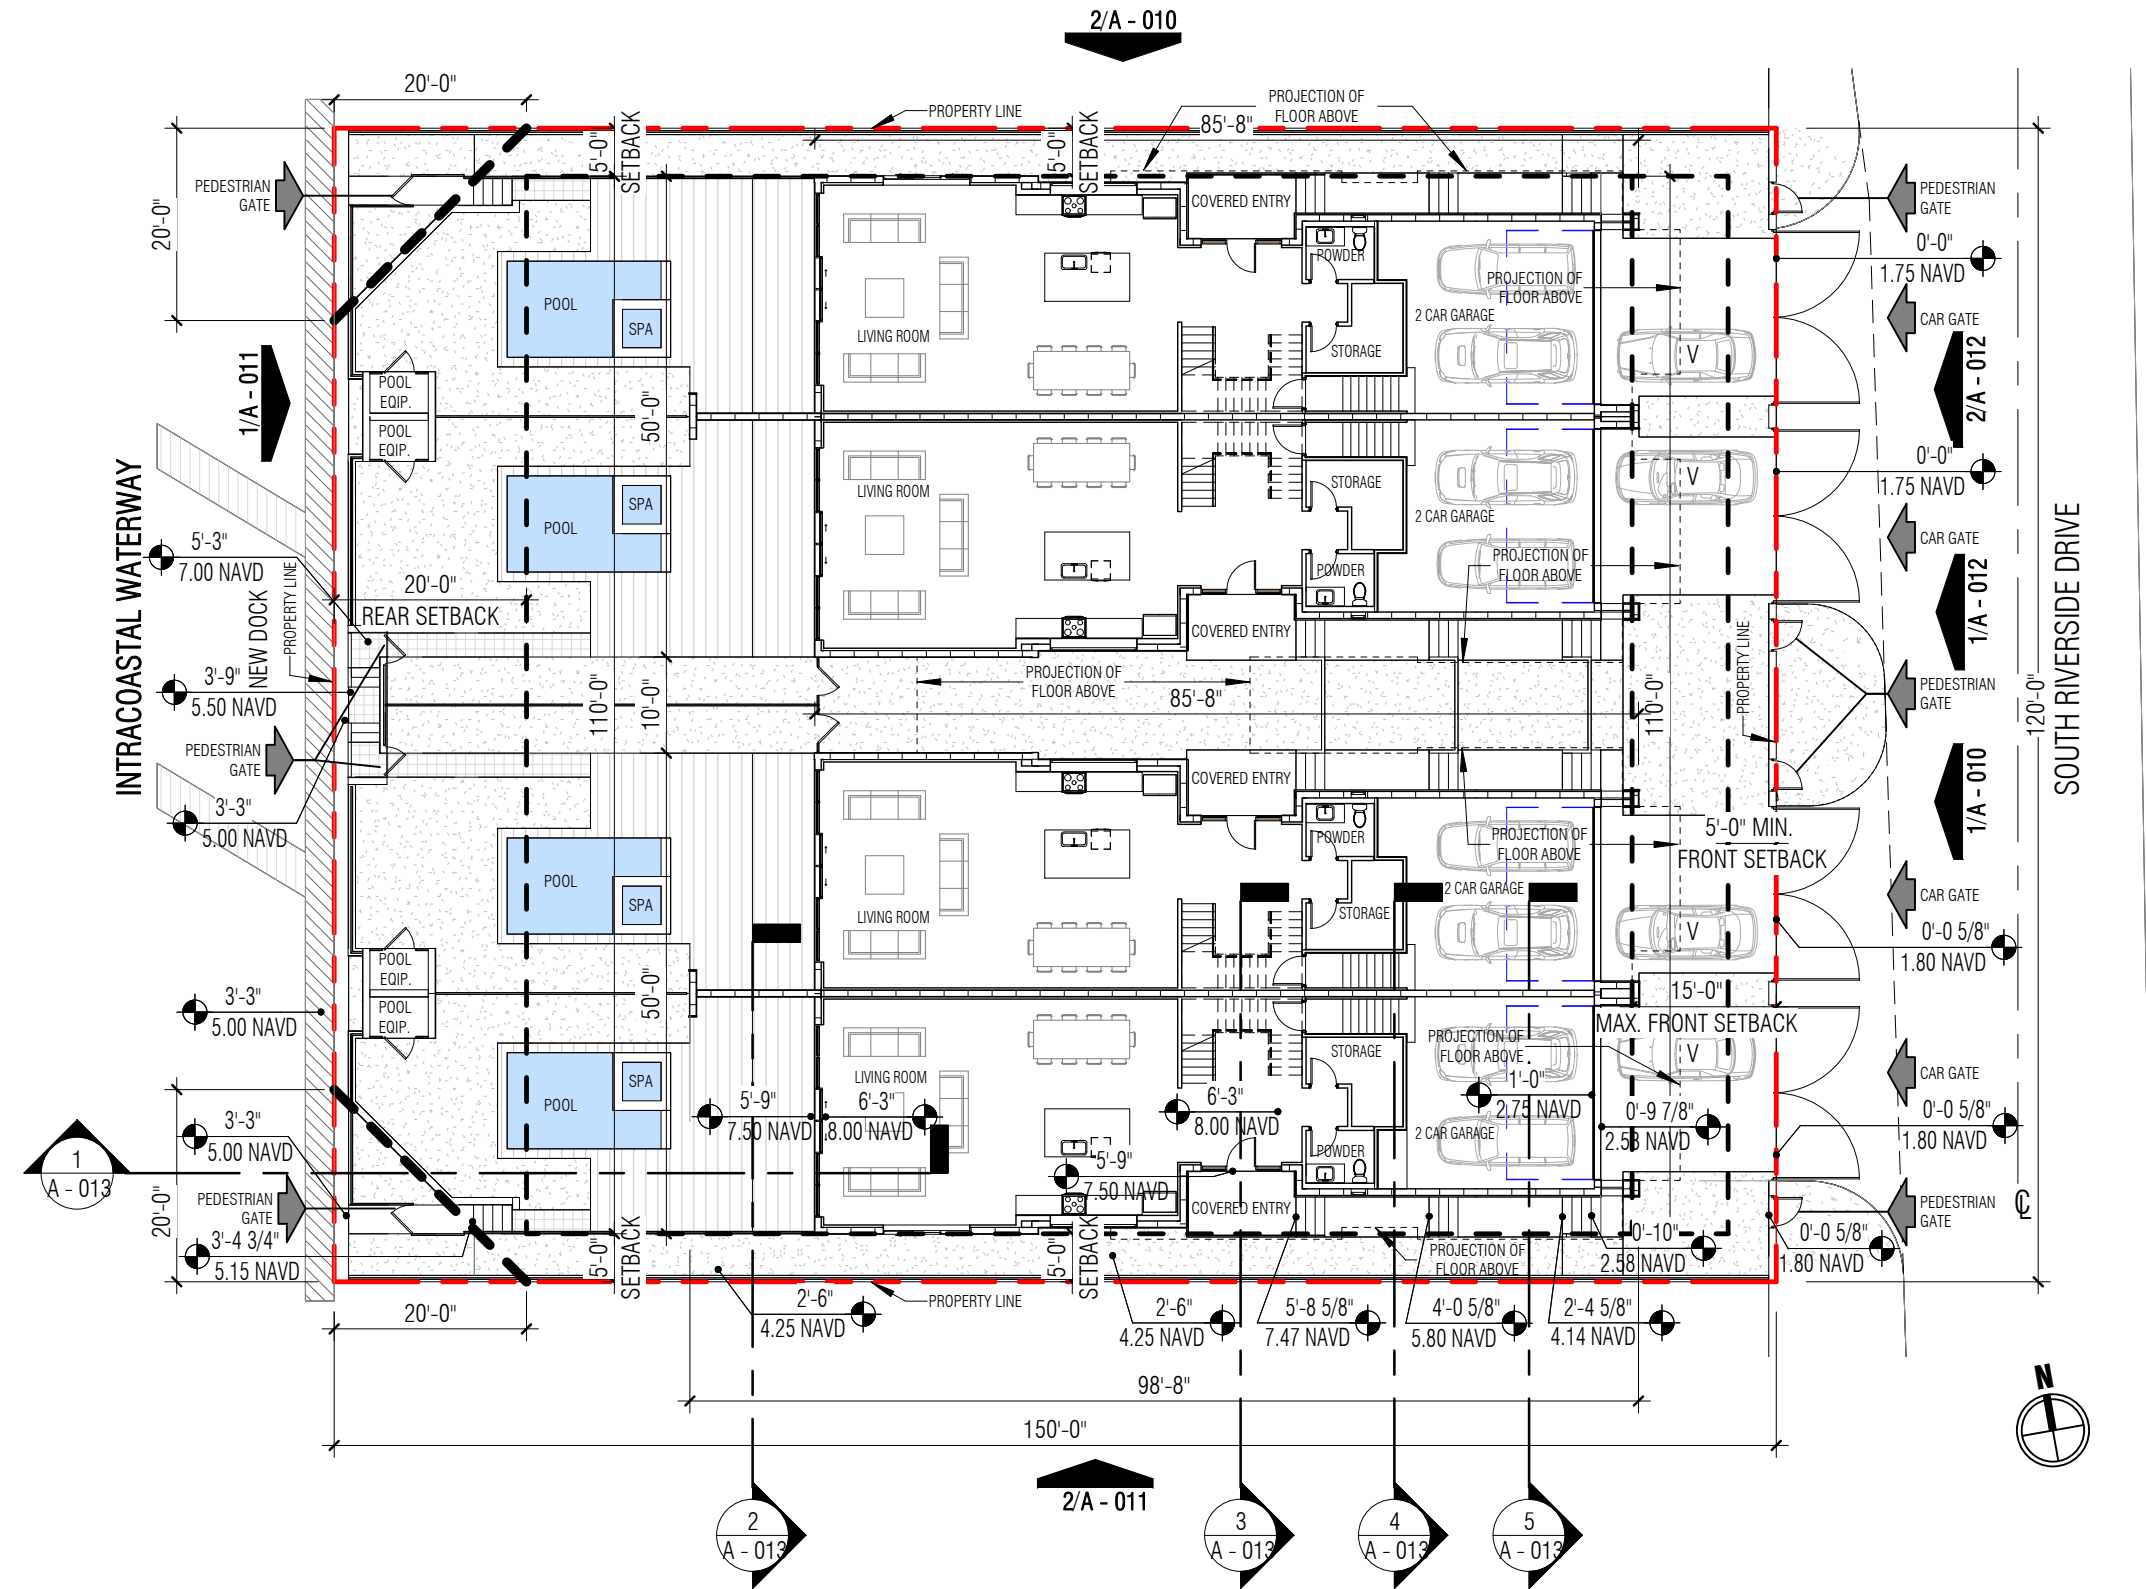 2/A - 010
20'-0"
PROPERTY LINE
PROJECTION OF
FLOOR ABOVE
85'-8"
5'-0"
SETBACK
5'-0"
SETBACK
PEDESTRIAN
GATE
20'-0"
COVERED ENTRY
PEDESTRIAN
GATE
0'-0"
1.75 NAVD
POWDER
PROJECTION OF
FLOOR ABOVE
POOL
SPA
LIVING ROOM
2 CAR GARAGE
CAR GATE
STORAGE
V
1/A - 011
2/A - 012
POOL
EQIP.
POOL
EQIP.
50'-0"
0'-0"
1.75 NAVD
LIVING ROOM
STORAGE
V
POOL
SPA
2 CAR GARAGE
CAR GATE
INTRACOASTAL WATERWAY
5'-3"
7.00 NAVD
PROPERTY LINE
NEW DOCK
20'-0"
REAR SETBACK
POWDER
PROJECTION OF
FLOOR ABOVE
1/A - 012
SOUTH RIVERSIDE DRIVE
COVERED ENTRY
3'-9"
5.50 NAVD
PROJECTION OF
FLOOR ABOVE
85'-8"
110'-0"
10'-0"
110'-0"
PROPERTY LINE
PEDESTRIAN
GATE
120'-0"
PEDESTRIAN
GATE
COVERED ENTRY
1/A - 010
3'-3"
5.00 NAVD
POWDER
PROJECTION OF
FLOOR ABOVE
5'-0" MIN.
FRONT SETBACK
POOL
SPA
LIVING ROOM
2 CAR GARAGE
STORAGE
V
CAR GATE
0'-0 5/8"
1.80 NAVD
POOL
EQIP.
POOL
EQIP.
50'-0"
3'-3"
5.00 NAVD
15'-0"
MAX. FRONT SETBACK
PROJECTION OF
FLOOR ABOVE
STORAGE
V
CAR GATE
POOL
SPA
LIVING ROOM
5'-9"
7.50 NAVD
6'-3"
8.00 NAVD
6'-3"
8.00 NAVD
1'-0"
2.75 NAVD
0'-9 7/8"
2.58 NAVD
0'-0 5/8"
1.80 NAVD
2 CAR GARAGE
POWDER
3'-3"
5.00 NAVD
1
A - 013
5'-9"
7.50 NAVD
20'-0"
PEDESTRIAN
GATE
COVERED ENTRY
PEDESTRIAN
GATE
3'-4 3/4"
5.15 NAVD
5'-0"
SETBACK
5'-0"
SETBACK
PROJECTION OF
FLOOR ABOVE
0'-10"
2.58 NAVD
0'-0 5/8"
1.80 NAVD
20'-0"
PROPERTY LINE
2'-6"
4.25 NAVD
2'-6"
4.25 NAVD
5'-8 5/8"
7.47 NAVD
4'-0 5/8"
5.80 NAVD
2'-4 5/8"
4.14 NAVD
98'-8"
150'-0"
N
2/A - 011
2
A - 013
3
A - 013
4
A - 013
5
A - 013